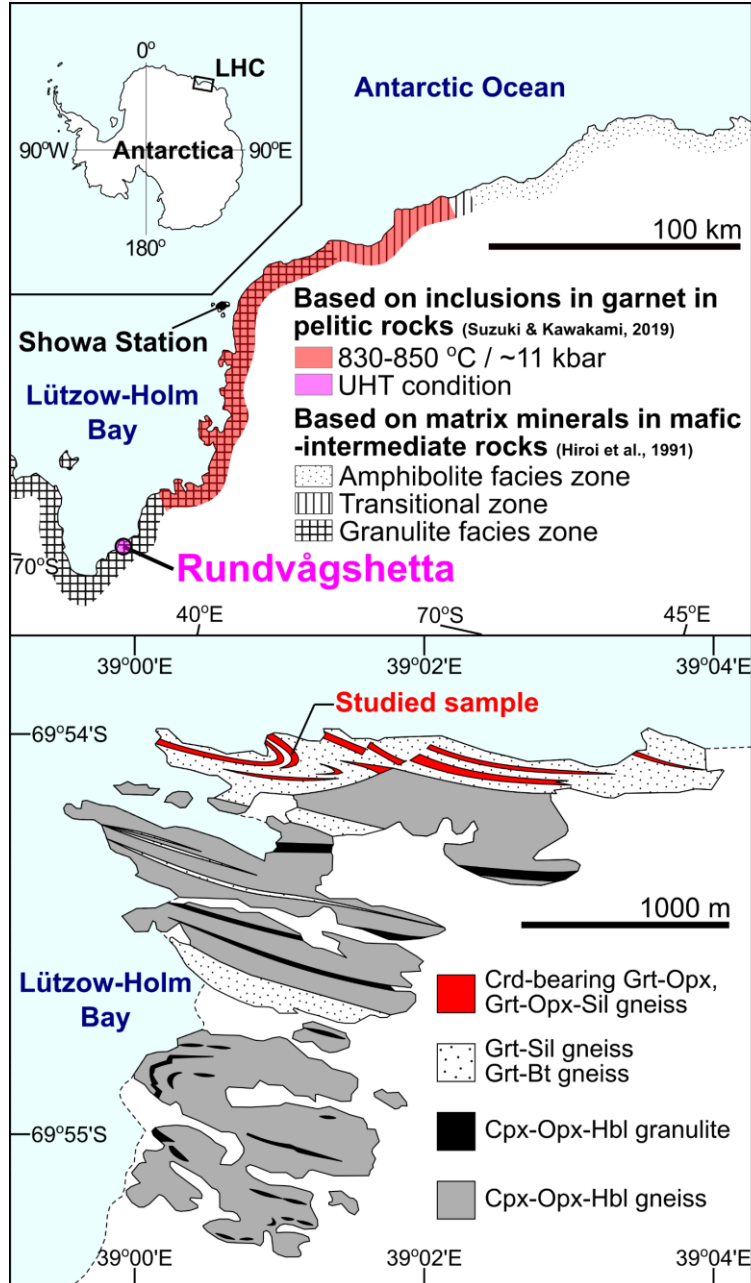 0°
LHC
Antarctic Ocean
90°W
Antarctica
90°E
180°
100 km
Based on inclusions in garnet in
pelitic rocks (Suzuki & Kawakami, 2019)
Showa Station
830-850 °C / ~11 kbar
UHT condition
Lützow-Holm
Bay
Based on matrix minerals in mafic
-intermediate rocks (Hiroi et al., 1991)
Amphibolite facies zone
Transitional zone
Granulite facies zone
70°S
Rundvågshetta
40°E
70°S
45°E
39°00'E
39°02'E
39°04'E
Studied sample
69°54'S
1000 m
Lützow-Holm
Bay
Crd-bearing Grt-Opx,
Grt-Opx-Sil gneiss
Grt-Sil gneiss
Grt-Bt gneiss
Cpx-Opx-Hbl granulite
69°55'S
Cpx-Opx-Hbl gneiss
39°00'E
39°02'E
39°04'E